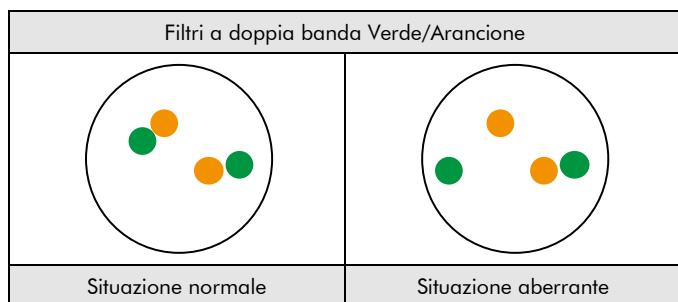 Filtri a doppia banda Verde/Arancione
Situazione normale
Situazione aberrante